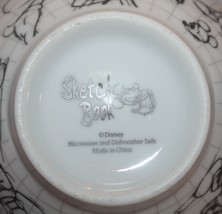 Sketch
Book
© Disney
Microwave and Dishwasher Safe
Made in China